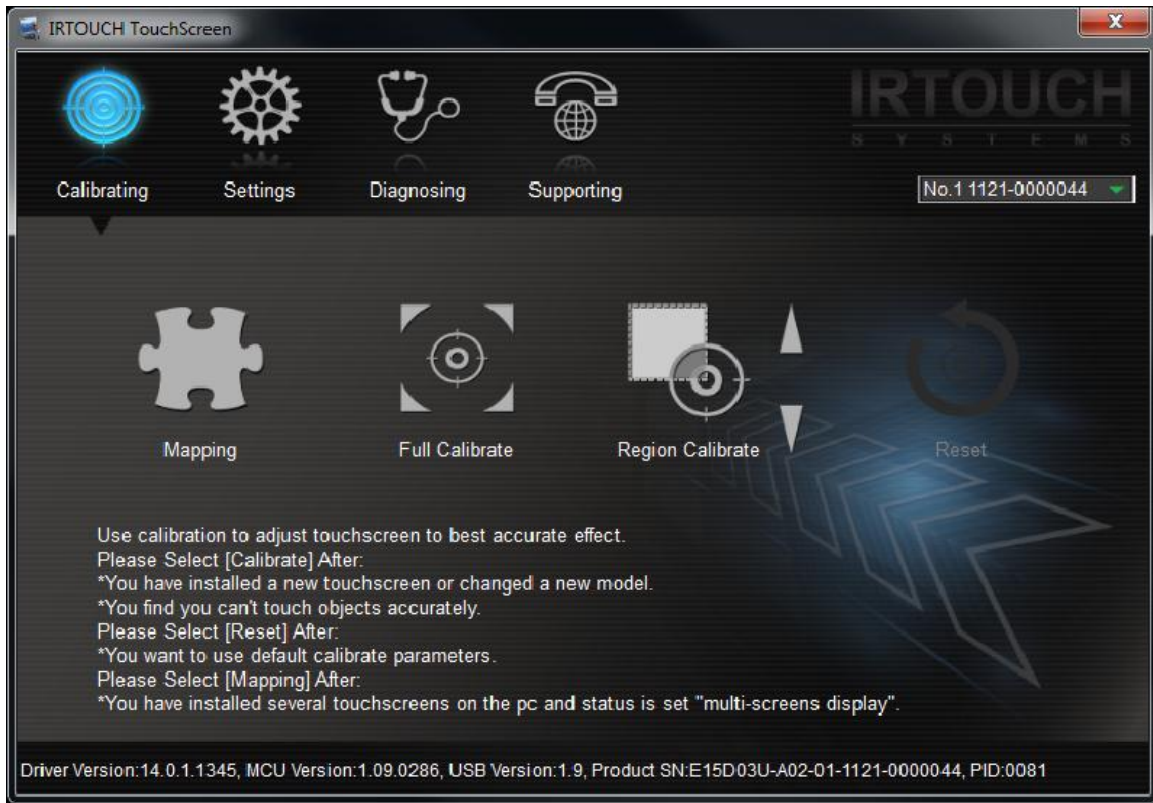 IRTOUCH TouchScreen
IRTOUCH
SYSTEMS
Calibrating Settings Diagnosing Supporting
No.1 1121-0000044
Mapping Full Calibrate Region Calibrate Reset
Use calibration to adjust touchscreen to best accurate effect.
Please Select [Calibrate] After:
*You have installed a new touchscreen or changed a new model.
*You find you can't touch objects accurately.
Please Select [Reset] After:
*You want to use default calibrate parameters.
Please Select [Mapping] After:
*You have installed several touchscreens on the pc and status is set "multi-screens display".
Driver Version:14.0.1.1345, MCU Version:1.09.0286, USB Version:1.9, Product SN:E15D03U-A02-01-1121-0000044, PID:0081